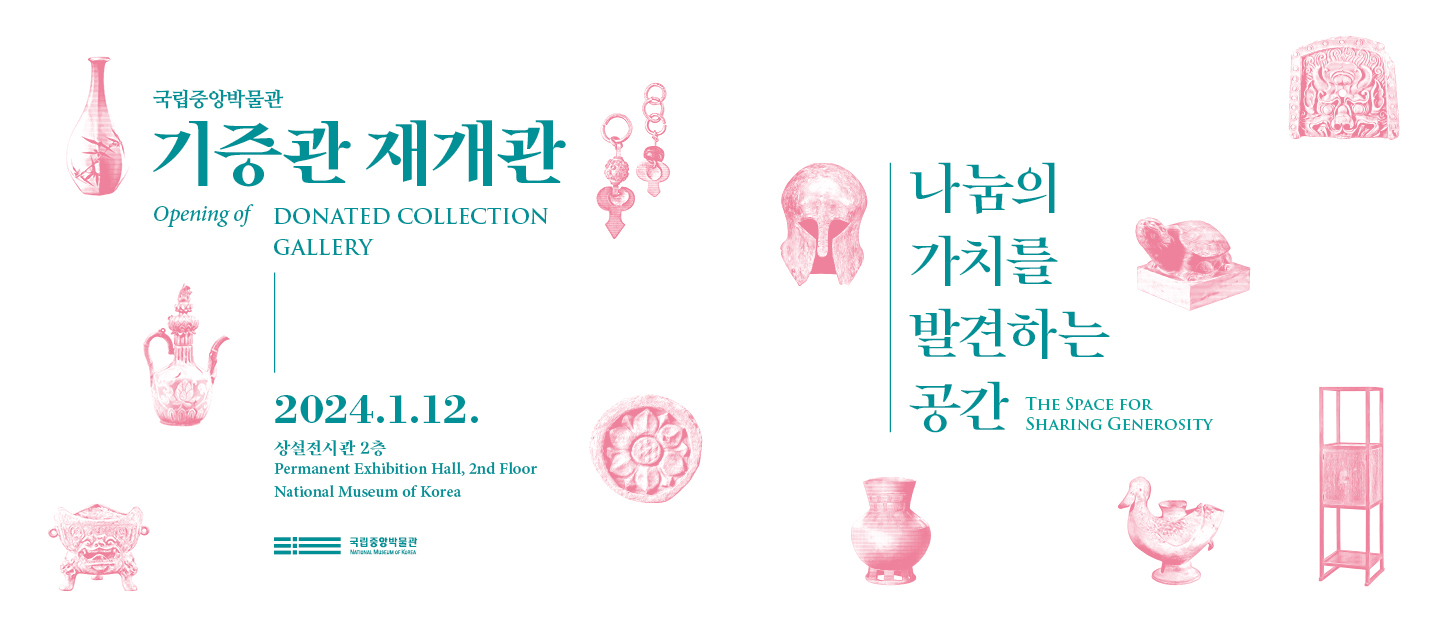 국립중앙박물관
기증관 재개관
Opening of DONATED COLLECTION
GALLERY
2024.1.12.
상설전시관 2층
Permanent Exhibition Hall, 2nd Floor
National Museum of Korea
국립중앙박물관
NATIONAL MUSEUM OF KOREA
나눔의
가치를
발견하는
공간
THE SPACE FOR
SHARING GENEROSITY